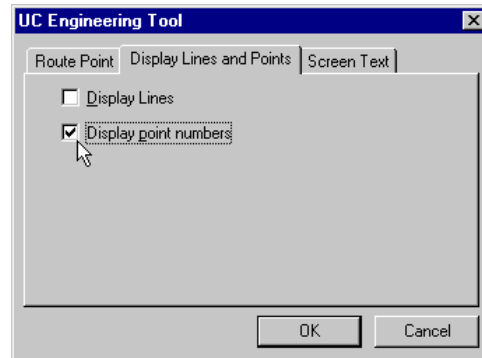 UC Engineering Tool
Route Point Display Lines and Points Screen Text
Display Lines
Display point numbers
OK Cancel